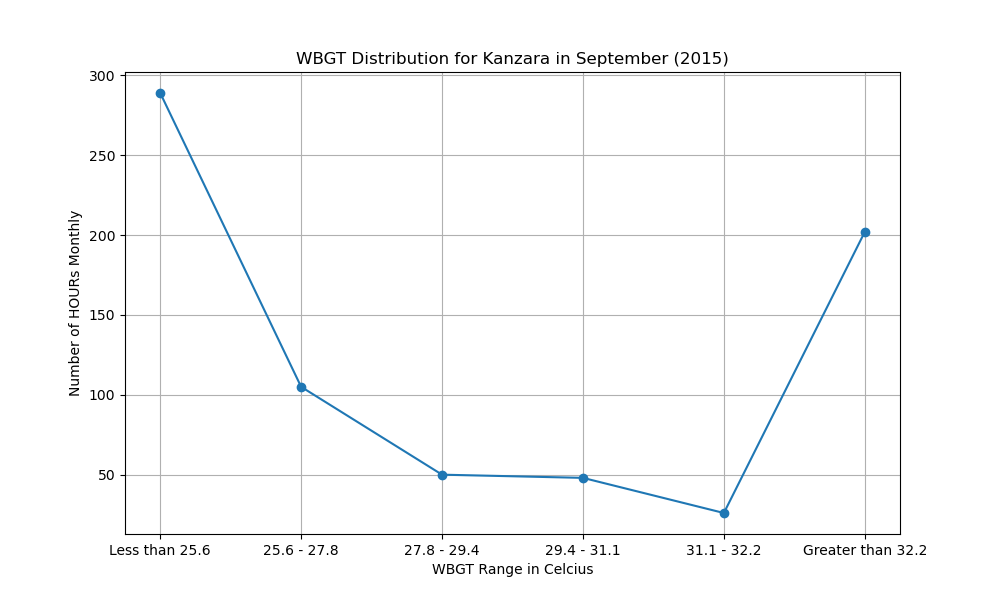 WBGT Distribution for Kanzara in September (2015)
Number of HOURs Monthly
300
250
200
150
100
50
Less than 25.6
25.6 - 27.8
27.8 - 29.4
29.4 - 31.1
31.1 - 32.2
Greater than 32.2
WBGT Range in Celcius